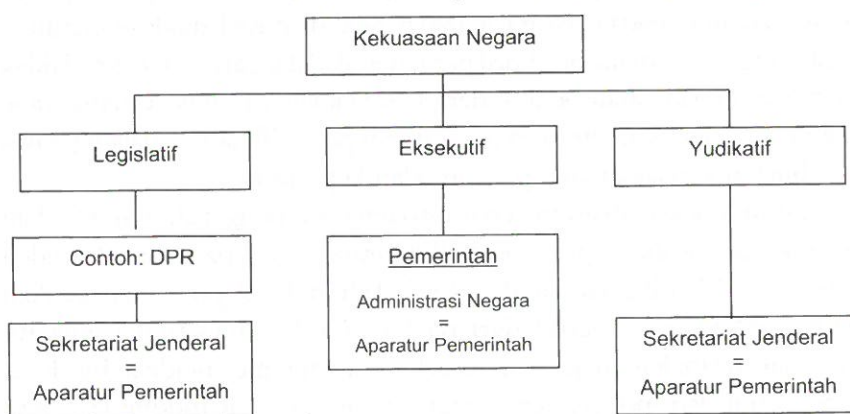 Kekuasaan Negara
Legislatif
Eksekutif
Yudikatif
Contoh: DPR
Pemerintah
Administrasi Negara
=
Aparatur Pemerintah
Sekretariat Jenderal
=
Aparatur Pemerintah
Sekretariat Jenderal
=
Aparatur Pemerintah